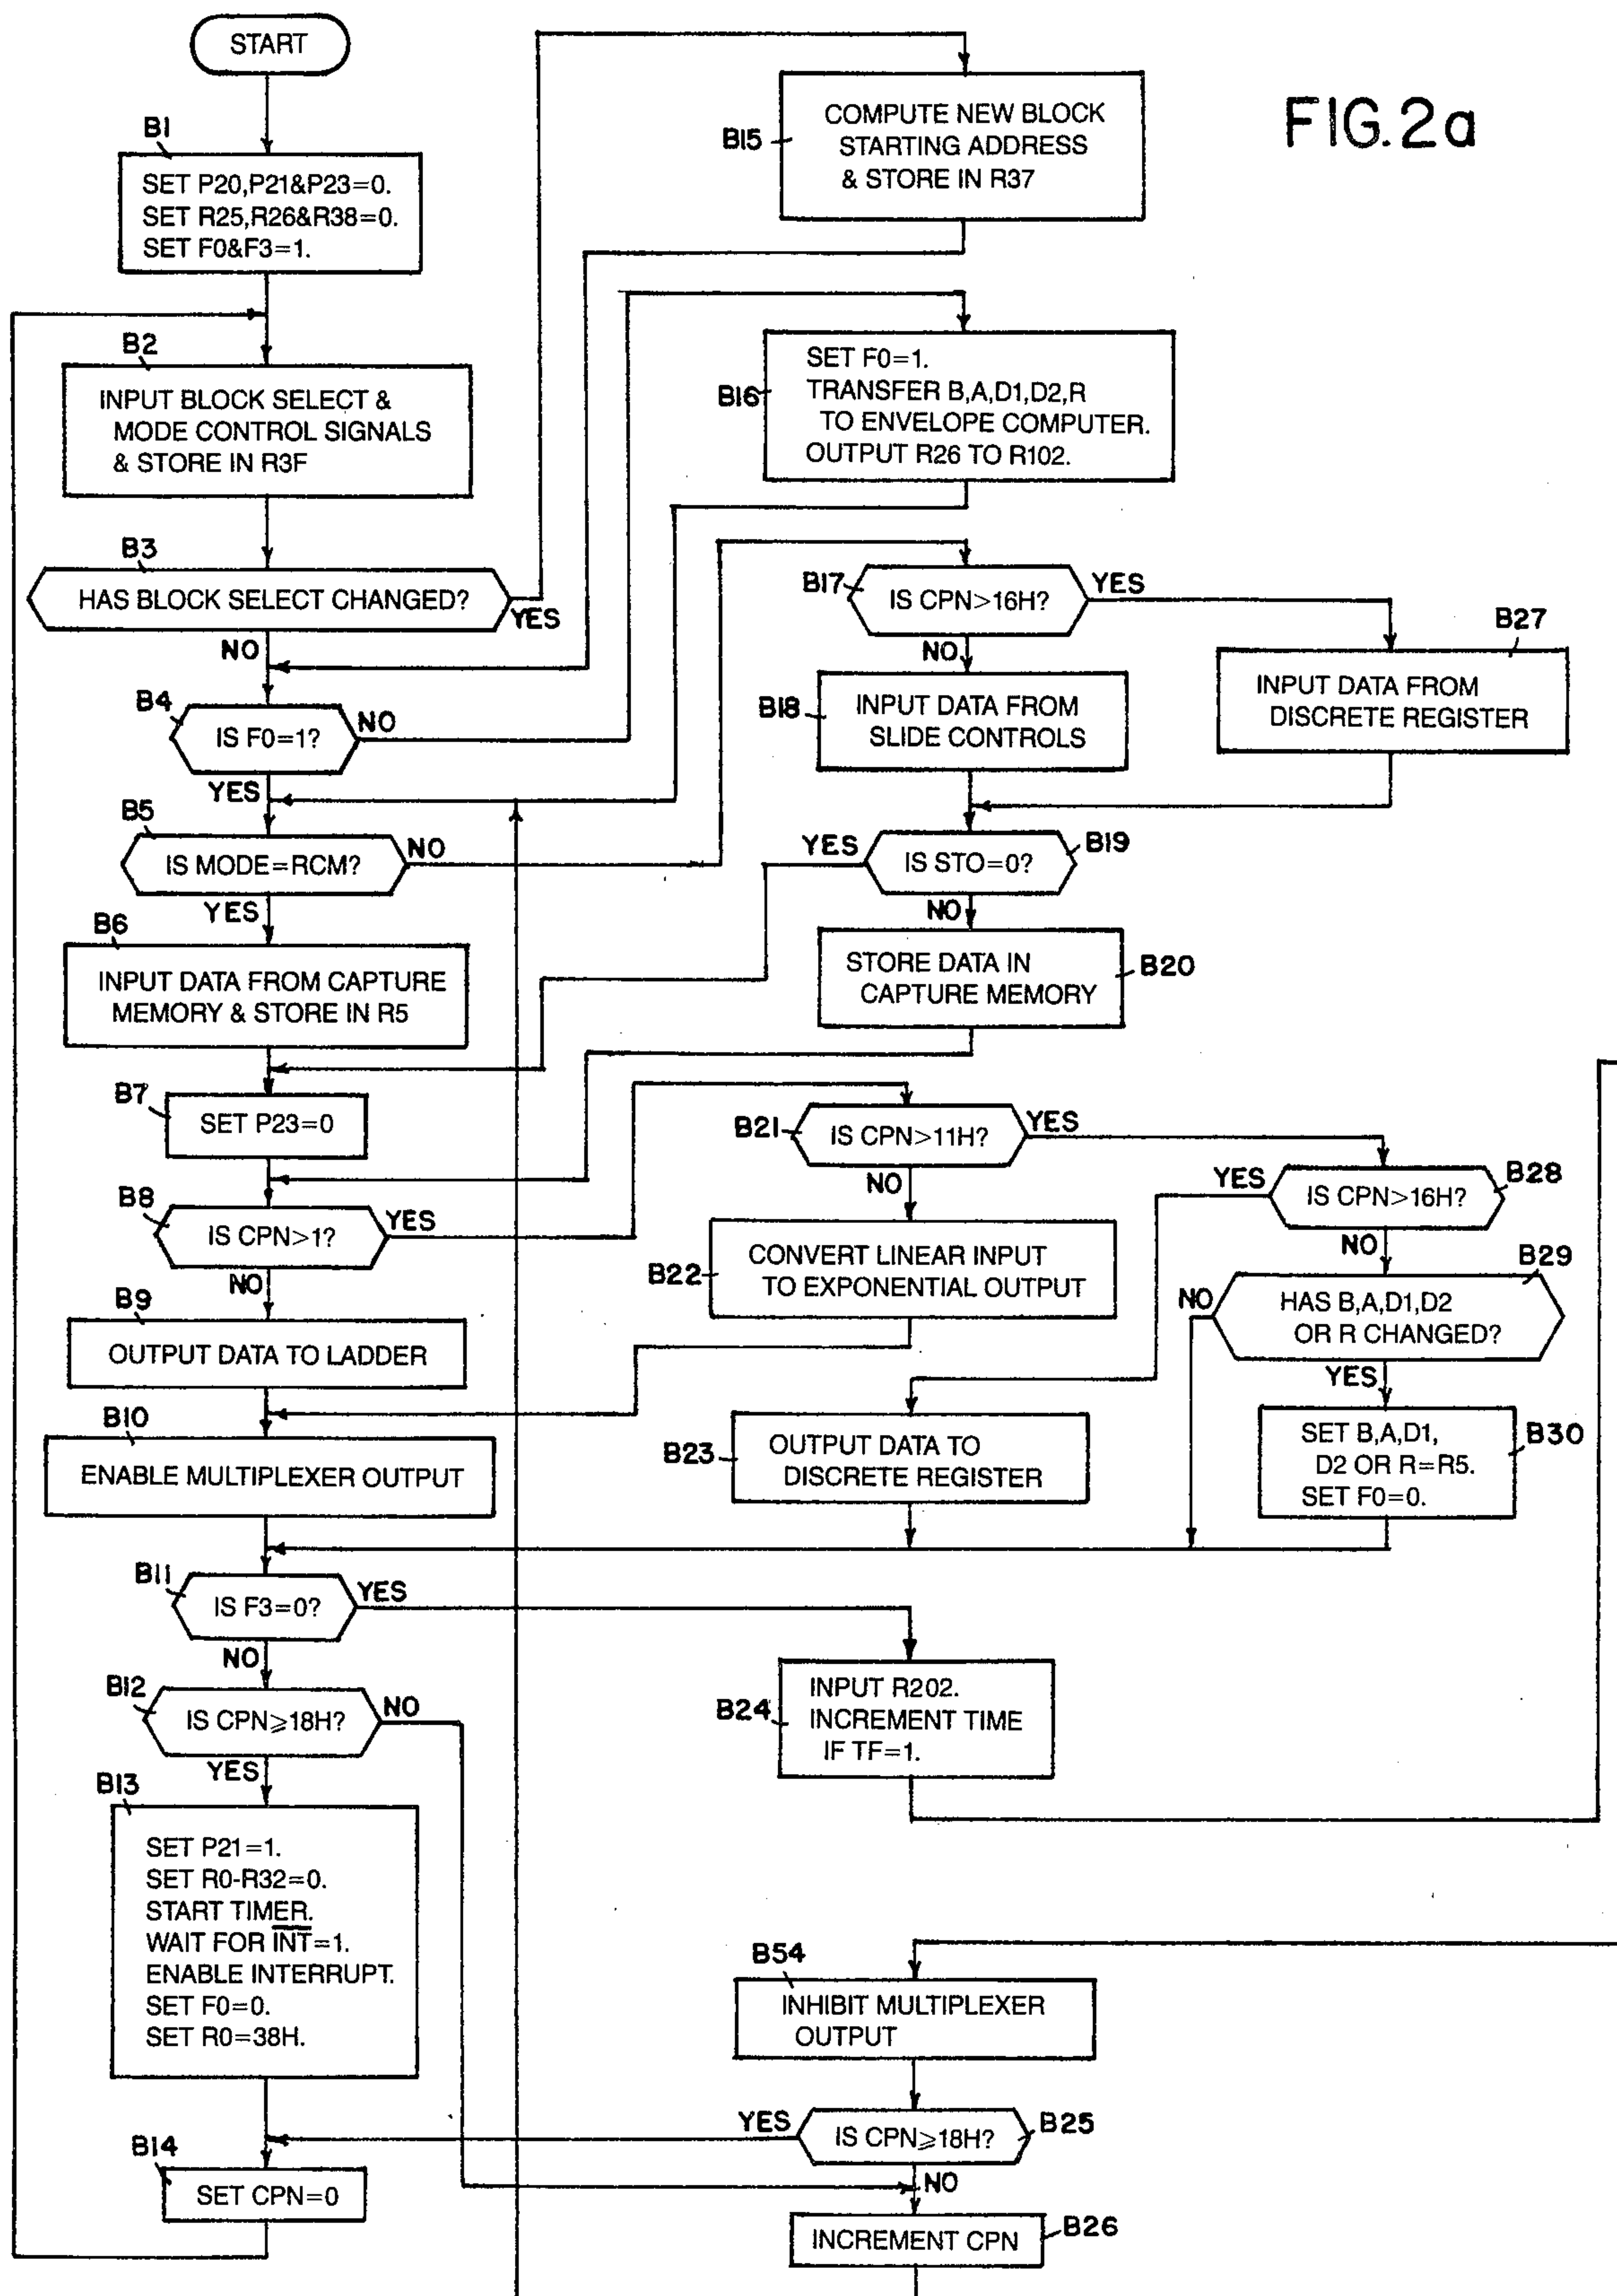 FIG. 2a
START
B1
SET P20,P21&P23=0.
SET R25,R26&R38=0.
SET F0&F3=1.
B2
INPUT BLOCK SELECT &
MODE CONTROL SIGNALS
& STORE IN R3F
B3
HAS BLOCK SELECT CHANGED?
YES
NO
B4
IS F0=1?
NO
YES
B5
IS MODE=RCM?
NO
YES
B6
INPUT DATA FROM CAPTURE
MEMORY & STORE IN R5
B7
SET P23=0
B8
IS CPN>1?
YES
NO
B9
OUTPUT DATA TO LADDER
B10
ENABLE MULTIPLEXER OUTPUT
B11
IS F3=0?
YES
NO
B12
IS CPN≥18H?
NO
YES
B13
SET P21=1.
SET R0-R32=0.
START TIMER.
WAIT FOR I̅N̅T̅=1.
ENABLE INTERRUPT.
SET F0=0.
SET R0=38H.
B14
SET CPN=0
B15
COMPUTE NEW BLOCK
STARTING ADDRESS
& STORE IN R37
B16
SET F0=1.
TRANSFER B,A,D1,D2,R
TO ENVELOPE COMPUTER.
OUTPUT R26 TO R102.
B17
IS CPN>16H?
YES
NO
B27
INPUT DATA FROM
DISCRETE REGISTER
B18
INPUT DATA FROM
SLIDE CONTROLS
B19
IS STO=0?
YES
NO
B20
STORE DATA IN
CAPTURE MEMORY
B21
IS CPN>11H?
YES
NO
B28
IS CPN>16H?
YES
NO
B22
CONVERT LINEAR INPUT
TO EXPONENTIAL OUTPUT
B29
HAS B,A,D1,D2
OR R CHANGED?
NO
YES
B23
OUTPUT DATA TO
DISCRETE REGISTER
B30
SET B,A,D1,
D2 OR R=R5.
SET F0=0.
B24
INPUT R202.
INCREMENT TIME
IF TF=1.
B54
INHIBIT MULTIPLEXER
OUTPUT
B25
IS CPN≥18H?
YES
NO
B26
INCREMENT CPN